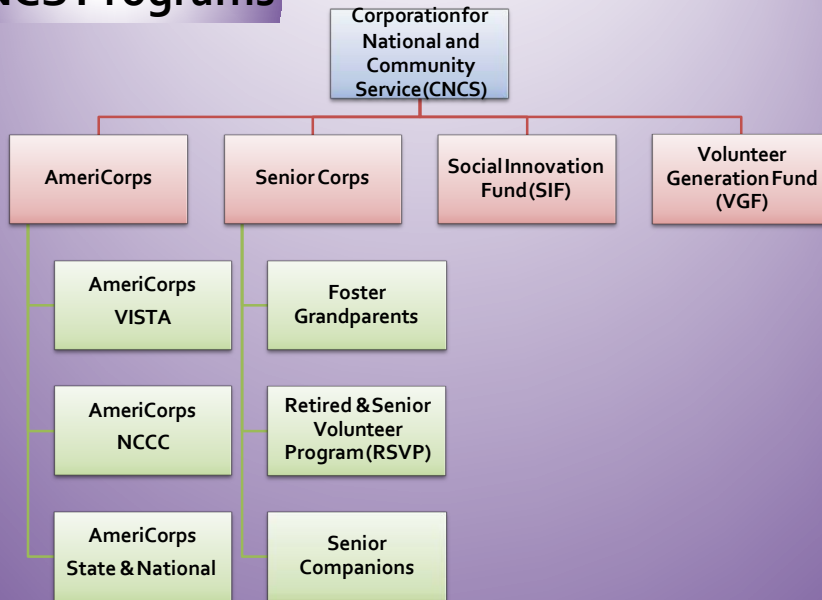 NCS Programs
Corporation for
National and
Community
Service (CNCS)
AmeriCorps
Senior Corps
Social Innovation
Fund (SIF)
Volunteer
Generation Fund
(VGF)
AmeriCorps
VISTA
Foster
Grandparents
AmeriCorps
NCCC
Retired & Senior
Volunteer
Program (RSVP)
AmeriCorps
State & National
Senior
Companions